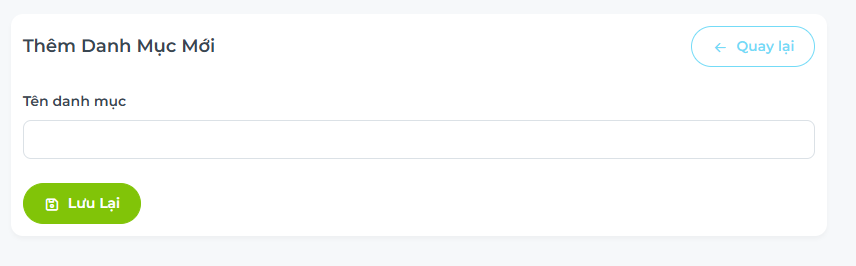 Thêm Danh Mục Mới
Quay lại
Tên danh mục
Lưu Lại